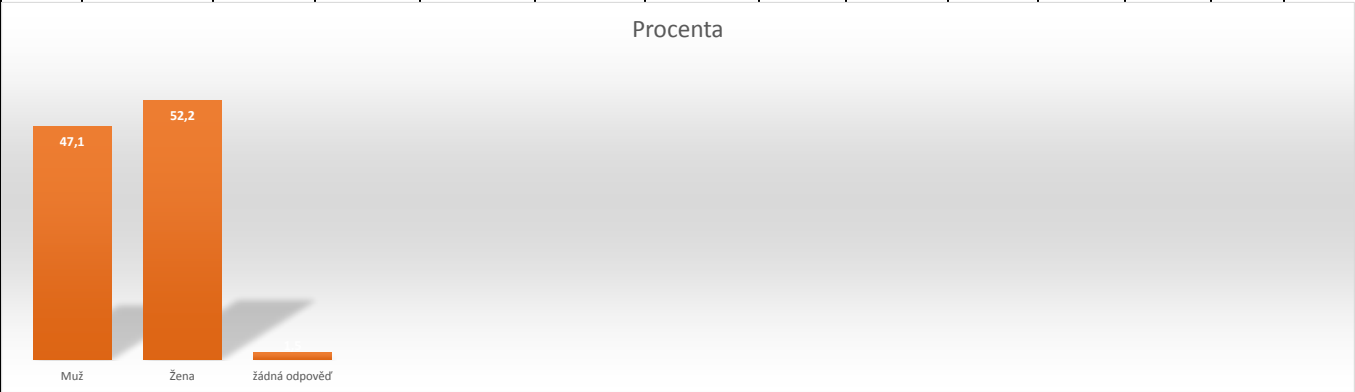 Procenta
47,1
52,2
Muž
Žena
žádná odpověď